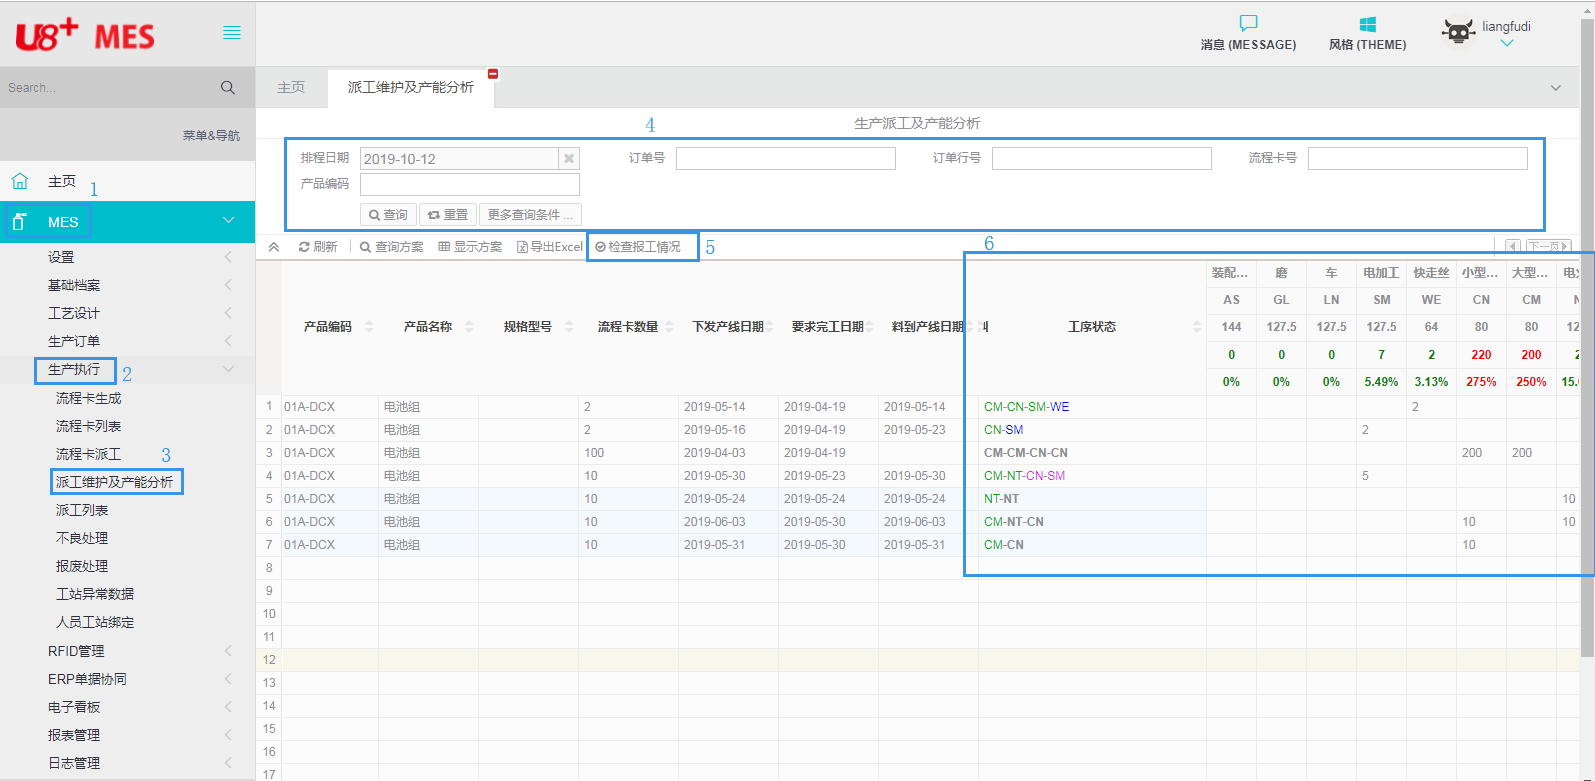 U8+ MES
消息 (MESSAGE)
风格 (THEME)
liangfudi
Search...
菜单&导航
主页
1
MES
设置
基础档案
工艺设计
生产订单
生产执行
2
流程卡生成
流程卡列表
流程卡派工
3
派工维护及产能分析
派工列表
不良处理
报废处理
工站异常数据
人员工站绑定
RFID管理
ERP单据协同
电子看板
报表管理
日志管理
主页 派工维护及产能分析
生产派工及产能分析
4
排程日期 2019-10-12 订单号 订单行号 流程卡号
产品编码
查询 重置 更多查询条件 ...
刷新 查询方案 显示方案 导出Excel 检查报工情况 5 下一页
6
产品编码 产品名称 规格型号 流程卡数量 下发产线日期 要求完工日期 料到产线日期 工序状态
装配... 磨 车 电加工 快走丝 小型... 大型...
AS GL LN SM WE CN CM
144 127.5 127.5 127.5 64 80 80
0 0 0 7 2 220 200
0% 0% 0% 5.49% 3.13% 275% 250%
1 01A-DCX 电池组 2 2019-05-14 2019-04-19 2019-05-14 CM-CN-SM-WE 2
2 01A-DCX 电池组 2 2019-05-16 2019-04-19 2019-05-23 CN-SM 2
3 01A-DCX 电池组 100 2019-04-03 2019-04-19 CM-CM-CN-CN 200 200
4 01A-DCX 电池组 10 2019-05-30 2019-05-23 2019-05-30 CM-NT-CN-SM 5
5 01A-DCX 电池组 10 2019-05-24 2019-05-24 2019-05-24 NT-NT 10
6 01A-DCX 电池组 10 2019-06-03 2019-05-30 2019-06-03 CM-NT-CN 10 10
7 01A-DCX 电池组 10 2019-05-31 2019-05-30 2019-05-31 CM-CN 10
8
9
10
11
12
13
14
15
16
17